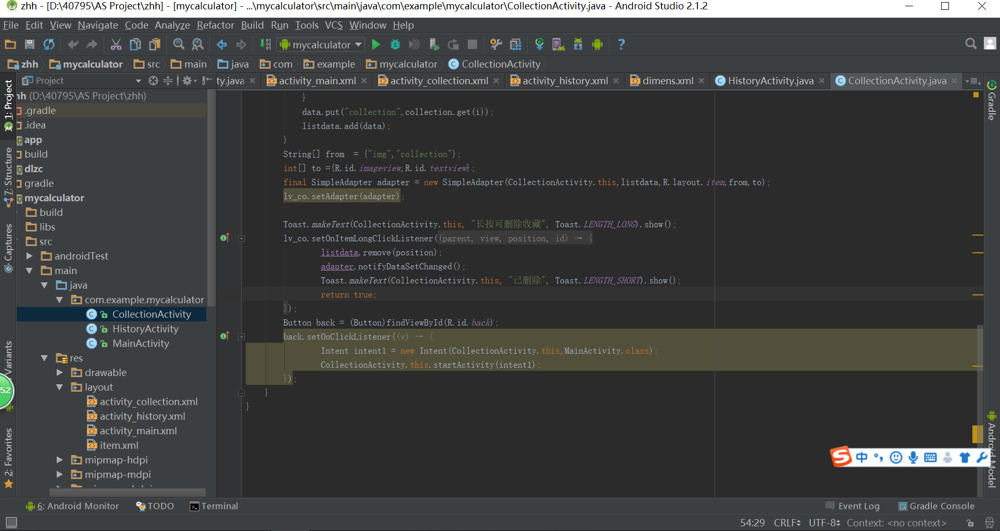 zhh - [D:\40795\AS Project\zhh] - [mycalculator] - ...\mycalculator\src\main\java\com\example\mycalculator\CollectionActivity.java - Android Studio 2.1.2
File Edit View Navigate Code Analyze Refactor Build Run Tools VCS Window Help
mycalculator
zhh mycalculator src main java com example mycalculator CollectionActivity
Project
ty.java activity_main.xml activity_collection.xml activity_history.xml dimens.xml HistoryActivity.java CollectionActivity.java
1: Project
7: Structure
Captures
Variants
2: Favorites
52
hh (D:\40795\AS Project\zhh)
.gradle
.idea
app
build
dlzc
gradle
mycalculator
build
libs
src
androidTest
main
java
com.example.mycalculator
CollectionActivity
HistoryActivity
MainActivity
res
drawable
layout
activity_collection.xml
activity_history.xml
activity_main.xml
item.xml
mipmap-hdpi
mipmap-mdpi
}
data.put("collection",collection.get(i));
listdata.add(data);
}
String[] from  = {"img","collection"};
int[] to ={R.id.imageview,R.id.textview};
final SimpleAdapter adapter = new SimpleAdapter(CollectionActivity.this,listdata,R.layout.item,from,to);
lv_co.setAdapter(adapter);
Toast.makeText(CollectionActivity.this, "长按可删除收藏", Toast.LENGTH_LONG).show();
lv_co.setOnItemLongClickListener((parent, view, position, id) → {
listdata.remove(position);
adapter.notifyDataSetChanged();
Toast.makeText(CollectionActivity.this, "已删除", Toast.LENGTH_SHORT).show();
return true;
});
Button back = (Button)findViewById(R.id.back);
back.setOnClickListener((v) → {
Intent intent1 = new Intent(CollectionActivity.this,MainActivity.class);
CollectionActivity.this.startActivity(intent1);
});
}
}
Gradle
Android Model
中
6: Android Monitor TODO Terminal Event Log Gradle Console
54:29 CRLF UTF-8 Context: <no context>